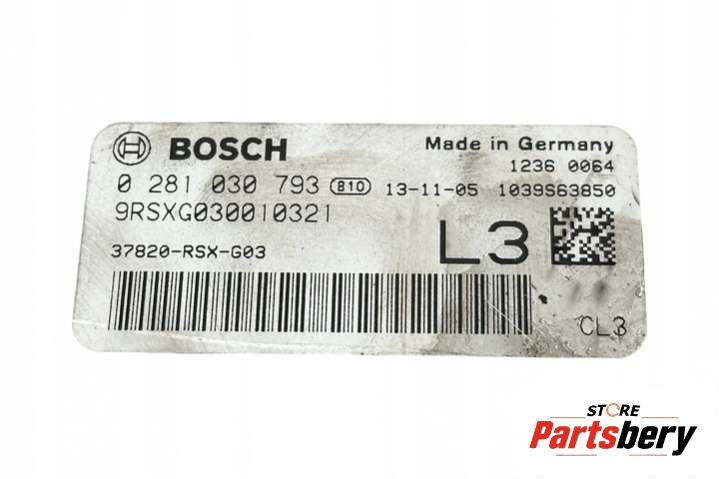 BOSCH
Made in Germany
1236 0064
0 281 030 793 B10 13-11-05 1039S63850
9RSXG030010321
L3
37820-RSX-G03
CL3
STORE
Partsbery